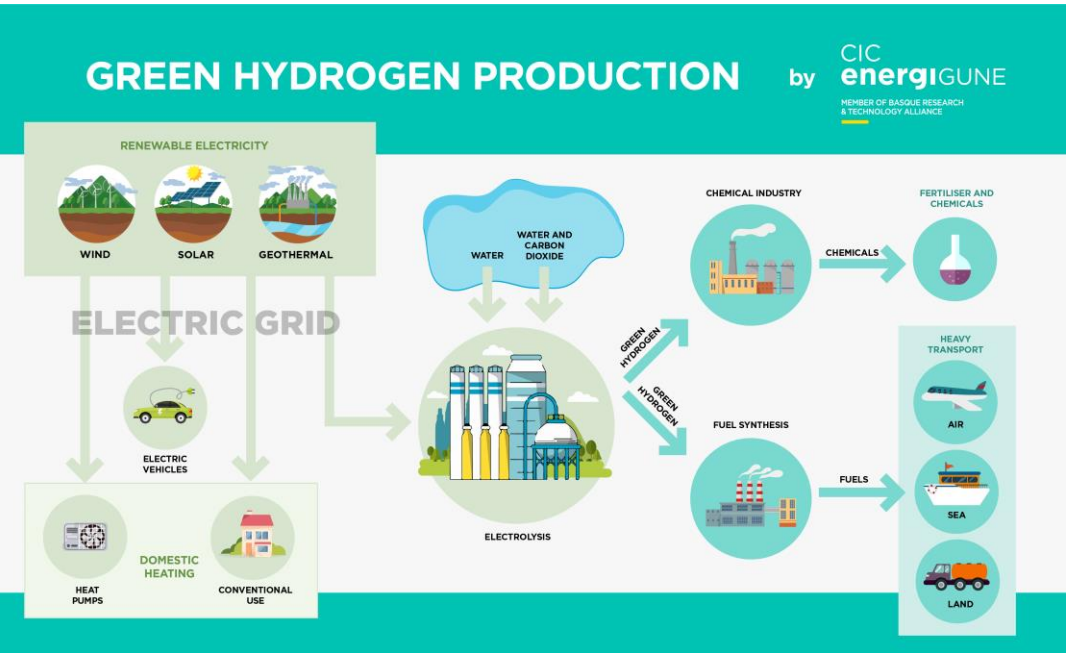 GREEN HYDROGEN PRODUCTION
by
CIC
energiGUNE
MEMBER OF BASQUE RESEARCH
& TECHNOLOGY ALLIANCE
RENEWABLE ELECTRICITY
WIND
SOLAR
GEOTHERMAL
ELECTRIC GRID
ELECTRIC
VEHICLES
HEAT
PUMPS
DOMESTIC
HEATING
CONVENTIONAL
USE
WATER
WATER AND
CARBON
DIOXIDE
ELECTROLYSIS
GREEN
HYDROGEN
GREEN
HYDROGEN
CHEMICAL INDUSTRY
CHEMICALS
FERTILISER AND
CHEMICALS
FUEL SYNTHESIS
FUELS
HEAVY
TRANSPORT
AIR
SEA
LAND